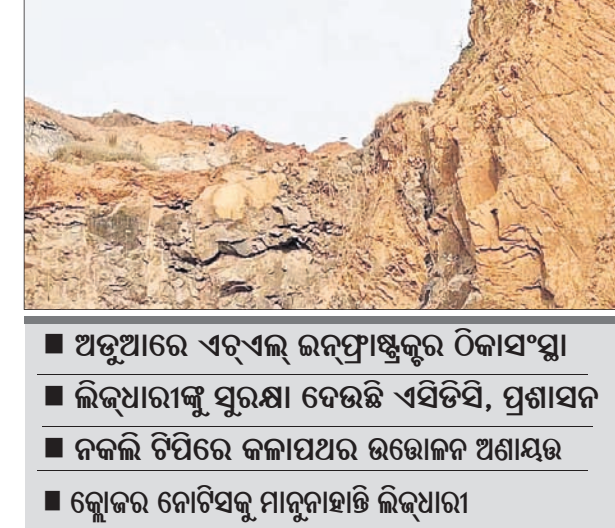 ■ ଅଡୁଆରେ ଏଚ୍ଏଲ୍ ଇନ୍‌ଫ୍ରାଷ୍ଟ୍ରକ୍ଚର ଠିକାସଂସ୍ଥା
■ ଲିଜ୍‌ଧାରୀଙ୍କୁ ସୁରକ୍ଷା ଦେଉଛି ଏସିଡିସି, ପ୍ରଶାସନ
■ ନକଲି ଟିପିରେ କଳାପଥର ଉତ୍ତୋଳନ ଅଣାୟତ୍ତ
■ କ୍ଲୋଜର ନୋଟିସକୁ ମାନୁନାହାନ୍ତି ଲିଜ୍‌ଧାରୀ